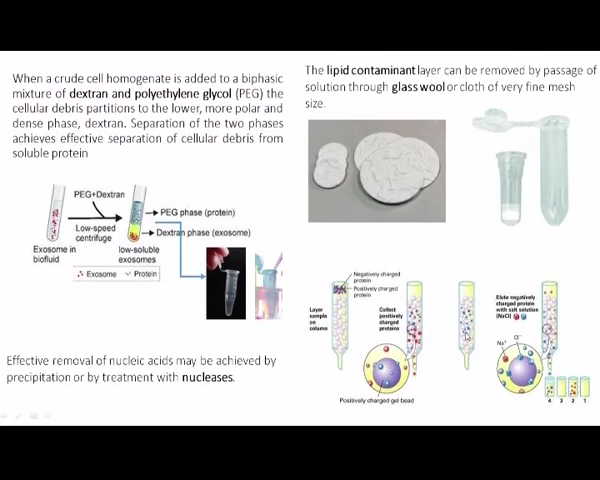 When a crude cell homogenate is added to a biphasic
mixture of dextran and polyethylene glycol (PEG) the
cellular debris partitions to the lower, more polar and
dense phase, dextran. Separation of the two phases
achieves effective separation of cellular debris from
soluble protein
PEG+Dextran
Low-speed
centrifuge
PEG phase (protein)
Dextran phase (exosome)
Exosome in
biofluid
low-soluble
exosomes
Exosome
Protein
Effective removal of nucleic acids may be achieved by
precipitation or by treatment with nucleases.
The lipid contaminant layer can be removed by passage of
solution through glass wool or cloth of very fine mesh
size.
Negatively charged
protein
Positively charged
protein
Layer
sample
on
column
Collect
positively
charged
proteins
Positively charged gel bead
Elute negatively
charged protein
with salt solution
(NaCl)
Na+
Cl-
4 3 2 1